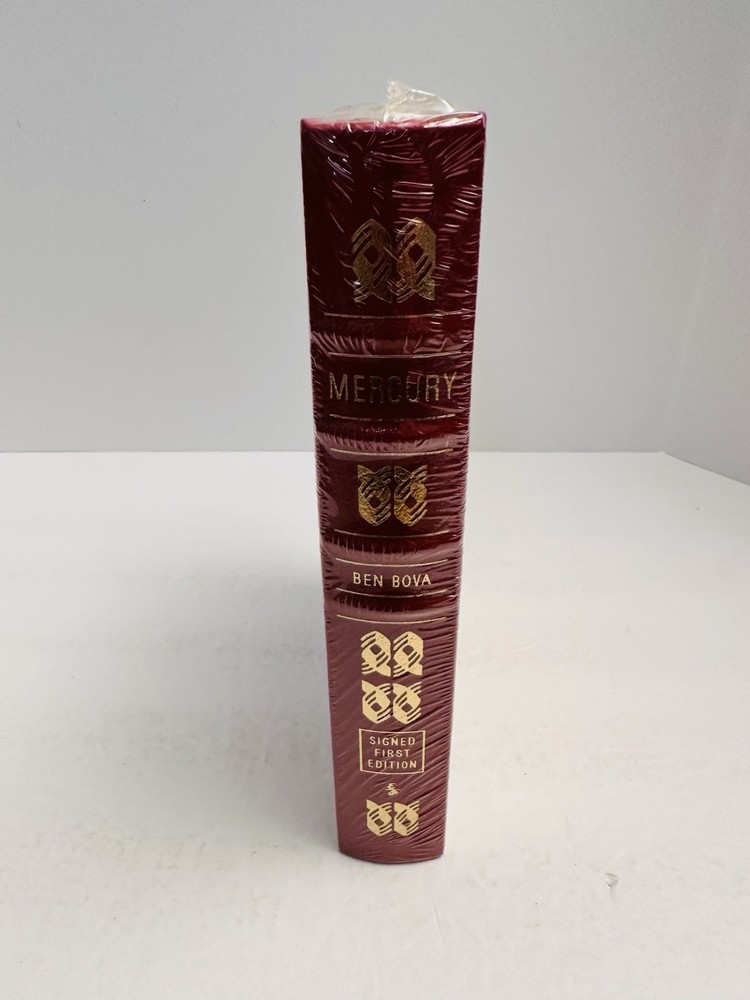 MERCURY
BEN BOVA
SIGNED
FIRST
EDITION